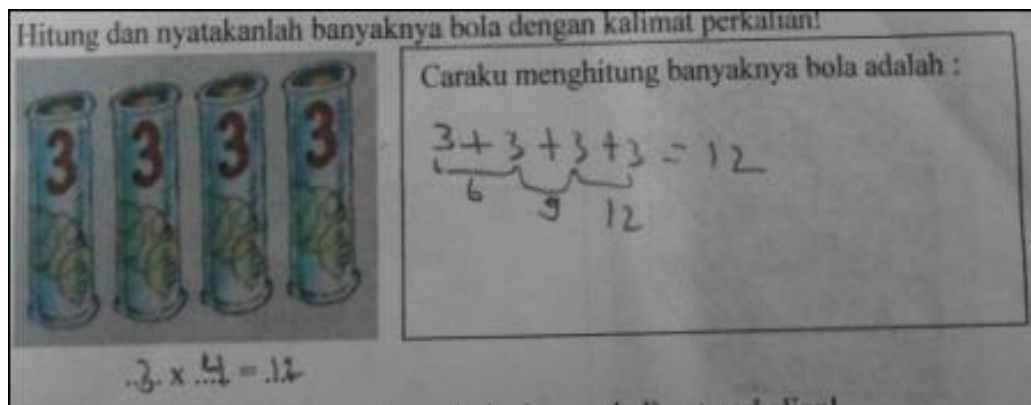 Hitung dan nyatakanlah banyaknya bola dengan kalimat perkalian!
Caraku menghitung banyaknya bola adalah :
3 3 3 3
3 + 3 + 3 + 3 = 12
6 9 12
..3.. x ..4.. = ..12